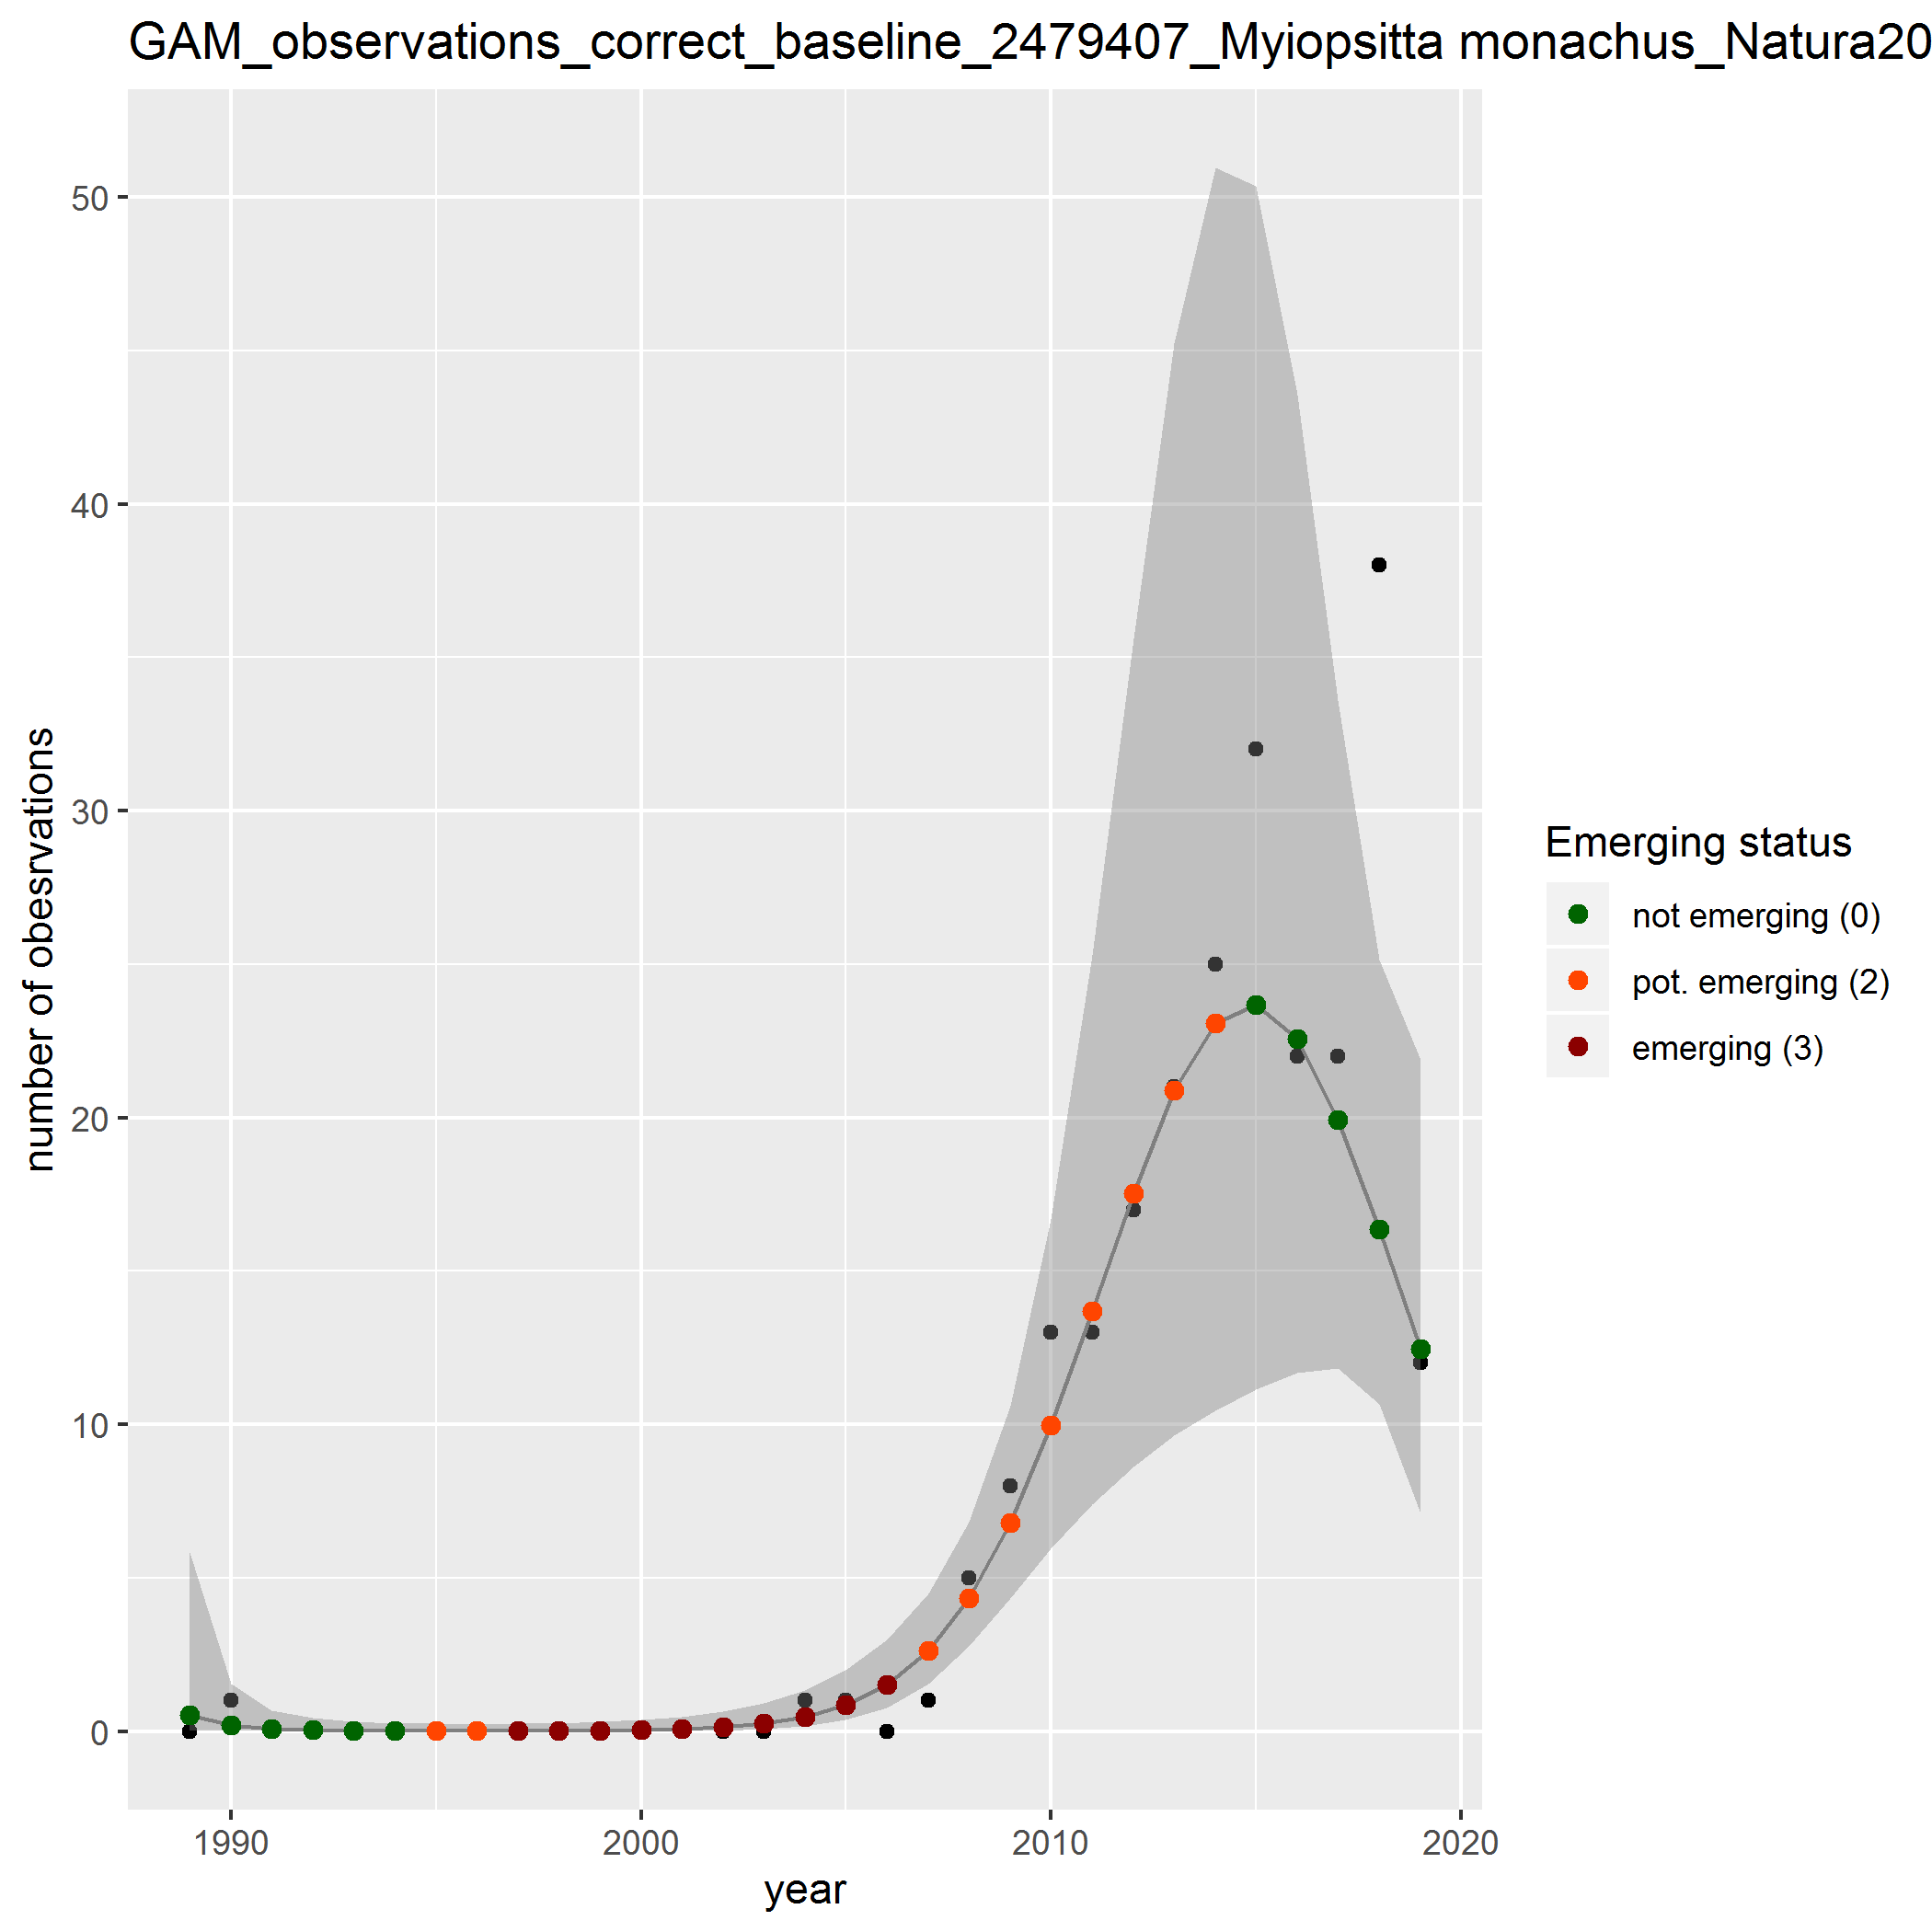 GAM_observations_correct_baseline_2479407_Myiopsitta monachus_Natura20
50
40
30
20
10
0
number of obesrvations
1990
2000
2010
2020
year
Emerging status
not emerging (0)
pot. emerging (2)
emerging (3)